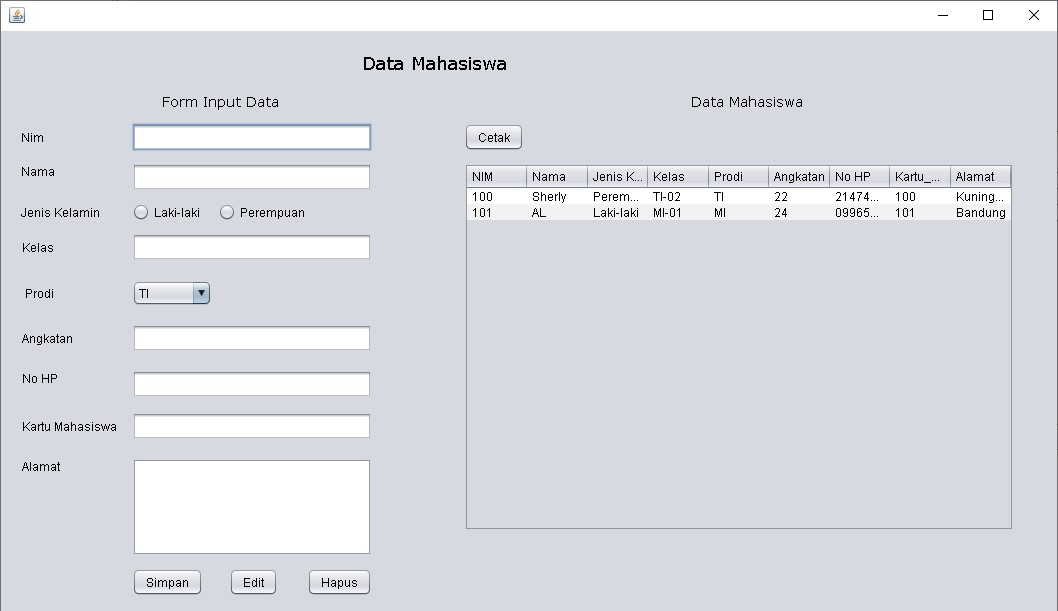 Data Mahasiswa
Form Input Data
Nim
Nama
Jenis Kelamin Laki-laki Perempuan
Kelas
Prodi TI
Angkatan
No HP
Kartu Mahasiswa
Alamat
Simpan Edit Hapus
Data Mahasiswa
Cetak
NIM Nama Jenis K... Kelas Prodi Angkatan No HP Kartu_... Alamat
100 Sherly Perem... TI-02 TI 22 21474... 100 Kuning...
101 AL Laki-laki MI-01 MI 24 09965... 101 Bandung